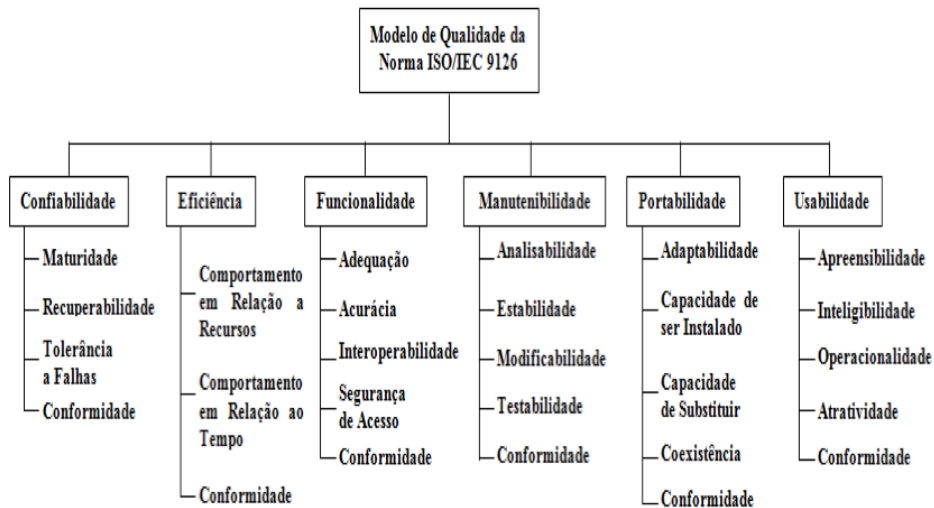 Modelo de Qualidade da
Norma ISO/IEC 9126
Confiabilidade
Maturidade
Recuperabilidade
Tolerância
a Falhas
Conformidade
Eficiência
Comportamento
em Relação a
Recursos
Comportamento
em Relação ao
Tempo
Conformidade
Funcionalidade
Adequação
Acurácia
Interoperabilidade
Segurança
de Acesso
Conformidade
Manutenibilidade
Analisabilidade
Estabilidade
Modificabilidade
Testabilidade
Conformidade
Portabilidade
Adaptabilidade
Capacidade de
ser Instalado
Capacidade
de Substituir
Coexistência
Conformidade
Usabilidade
Apreensibilidade
Inteligibilidade
Operacionalidade
Atratividade
Conformidade